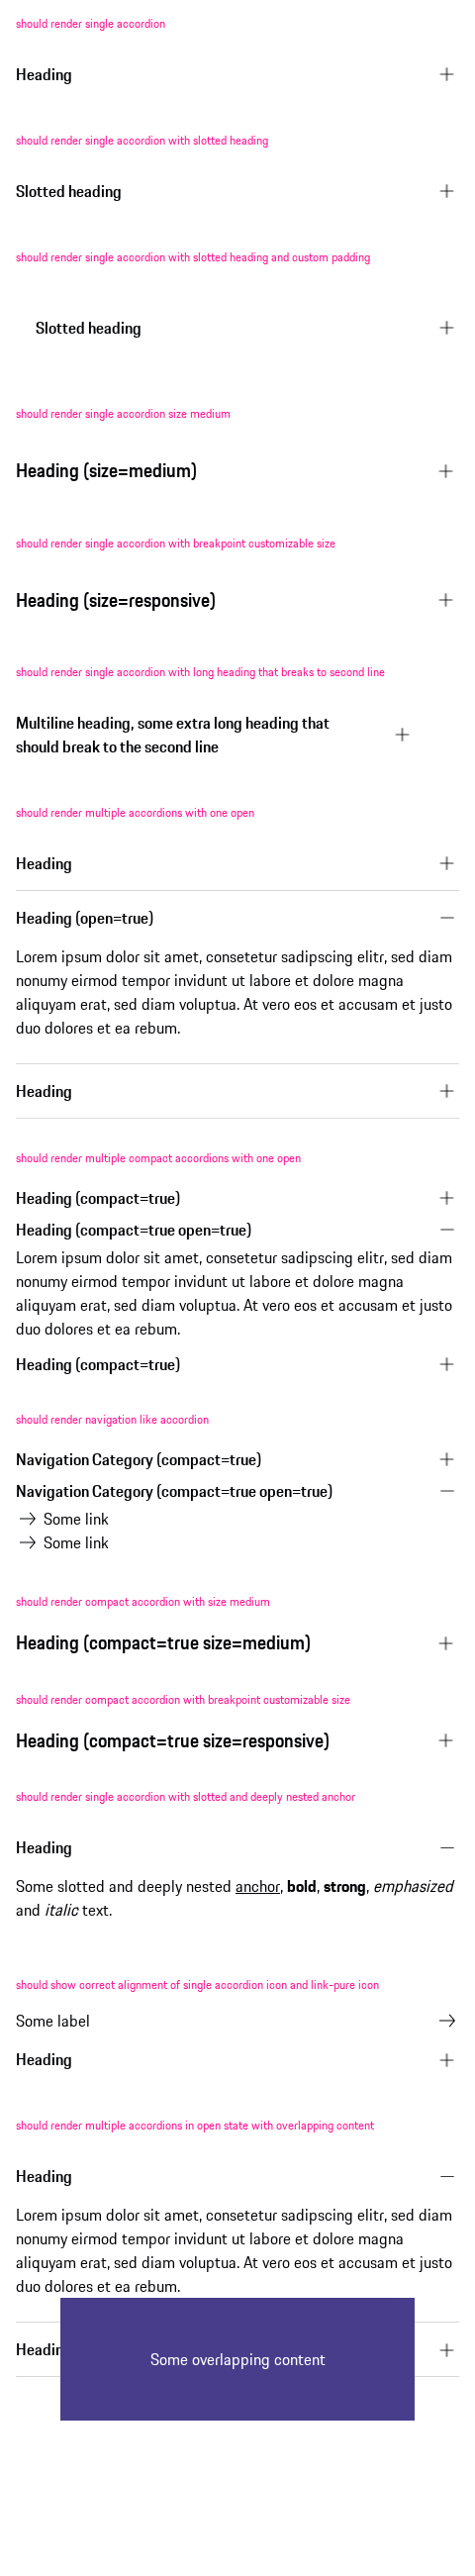 should render single accordion
Heading
should render single accordion with slotted heading
Slotted heading
should render single accordion with slotted heading and custom padding
Slotted heading
should render single accordion size medium
Heading (size=medium)
should render single accordion with breakpoint customizable size
Heading (size=responsive)
should render single accordion with long heading that breaks to second line
Multiline heading, some extra long heading that
should break to the second line
should render multiple accordions with one open
Heading
Heading (open=true)
Lorem ipsum dolor sit amet, consetetur sadipscing elitr, sed diam
nonumy eirmod tempor invidunt ut labore et dolore magna
aliquyam erat, sed diam voluptua. At vero eos et accusam et justo
duo dolores et ea rebum.
Heading
should render multiple compact accordions with one open
Heading (compact=true)
Heading (compact=true open=true)
Lorem ipsum dolor sit amet, consetetur sadipscing elitr, sed diam
nonumy eirmod tempor invidunt ut labore et dolore magna
aliquyam erat, sed diam voluptua. At vero eos et accusam et justo
duo dolores et ea rebum.
Heading (compact=true)
should render navigation like accordion
Navigation Category (compact=true)
Navigation Category (compact=true open=true)
Some link
Some link
should render compact accordion with size medium
Heading (compact=true size=medium)
should render compact accordion with breakpoint customizable size
Heading (compact=true size=responsive)
should render single accordion with slotted and deeply nested anchor
Heading
Some slotted and deeply nested anchor, bold, strong, emphasized
and italic text.
should show correct alignment of single accordion icon and link-pure icon
Some label
Heading
should render multiple accordions in open state with overlapping content
Heading
Lorem ipsum dolor sit amet, consetetur sadipscing elitr, sed diam
nonumy eirmod tempor invidunt ut labore et dolore magna
aliquyam erat, sed diam voluptua. At vero eos et accusam et justo
duo dolores et ea rebum.
Some overlapping content